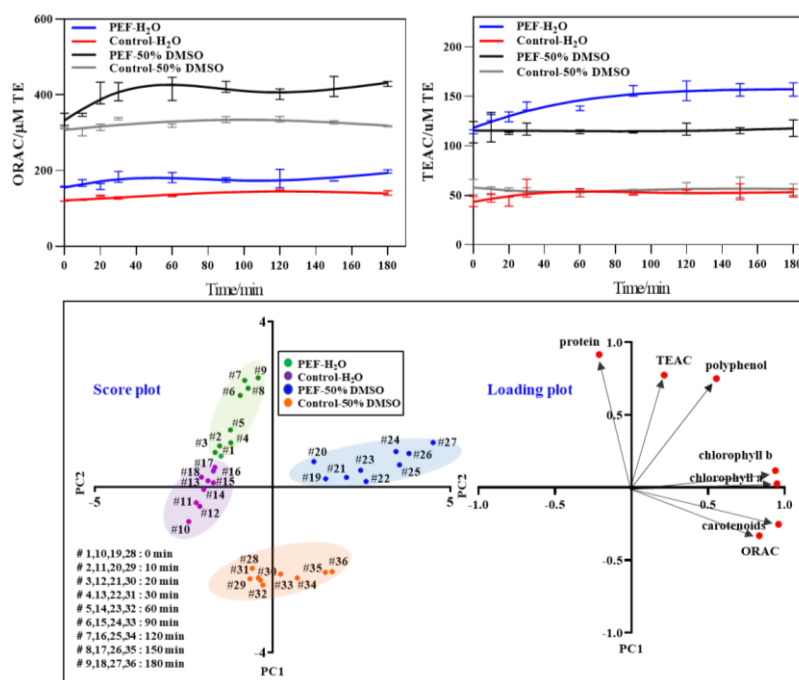 PEF-H₂O
Control-H₂O
PEF-50% DMSO
Control-50% DMSO
600
400
200
0
ORAC/μM TE
0 20 40 60 80 100 120 140 160 180
Time/min
PEF-H₂O
Control-H₂O
PEF-50% DMSO
Control-50% DMSO
200
150
100
50
0
TEAC/uM TE
0 20 40 60 80 100 120 140 160 180
Time/min
Score plot
PEF-H₂O
Control-H₂O
PEF-50% DMSO
Control-50% DMSO
4
-4
-5
5
PC2
PC1
#7 #9
#6 #8
#5
#3 #2 #4
#1
#17
#18 #16
#13 #15
#14
#11
#12
#10
#20 #24 #27
#23 #26
#19 #21 #22 #25
#28
#31 #30 #35 #36
#29 #33 #34
#32
# 1,10,19,28 : 0 min
# 2,11,20,29 : 10 min
# 3,12,21,30 : 20 min
# 4.13,22,31 : 30 min
# 5,14,23,32 : 60 min
# 6,15,24,33 : 90 min
# 7,16,25,34 : 120 min
# 8,17,26,35 : 150 min
# 9,18,27,36 : 180 min
Loading plot
protein
TEAC
polyphenol
chlorophyll b
chlorophyll a
carotenoids
ORAC
1.0
0.5
-0.5
-1.0
-1.0 -0.5 0.5 1.0
PC2
PC1